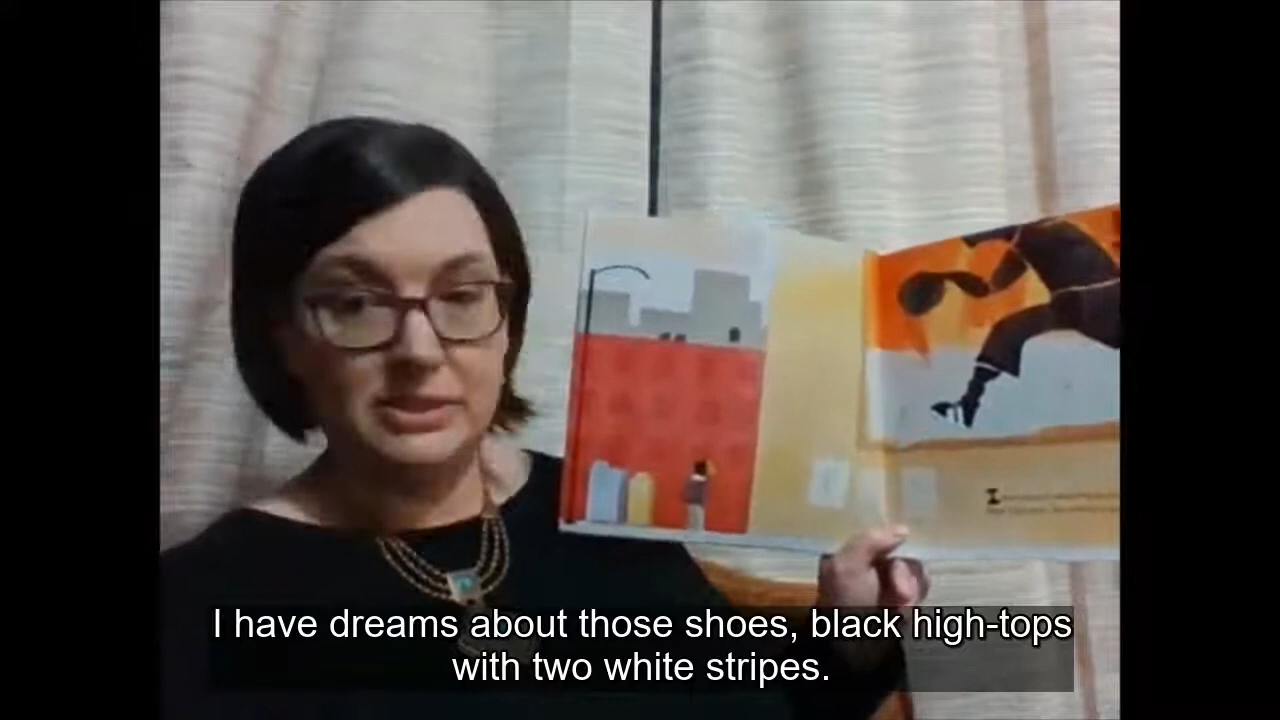 I have dreams about those shoes, black high-tops
with two white stripes.